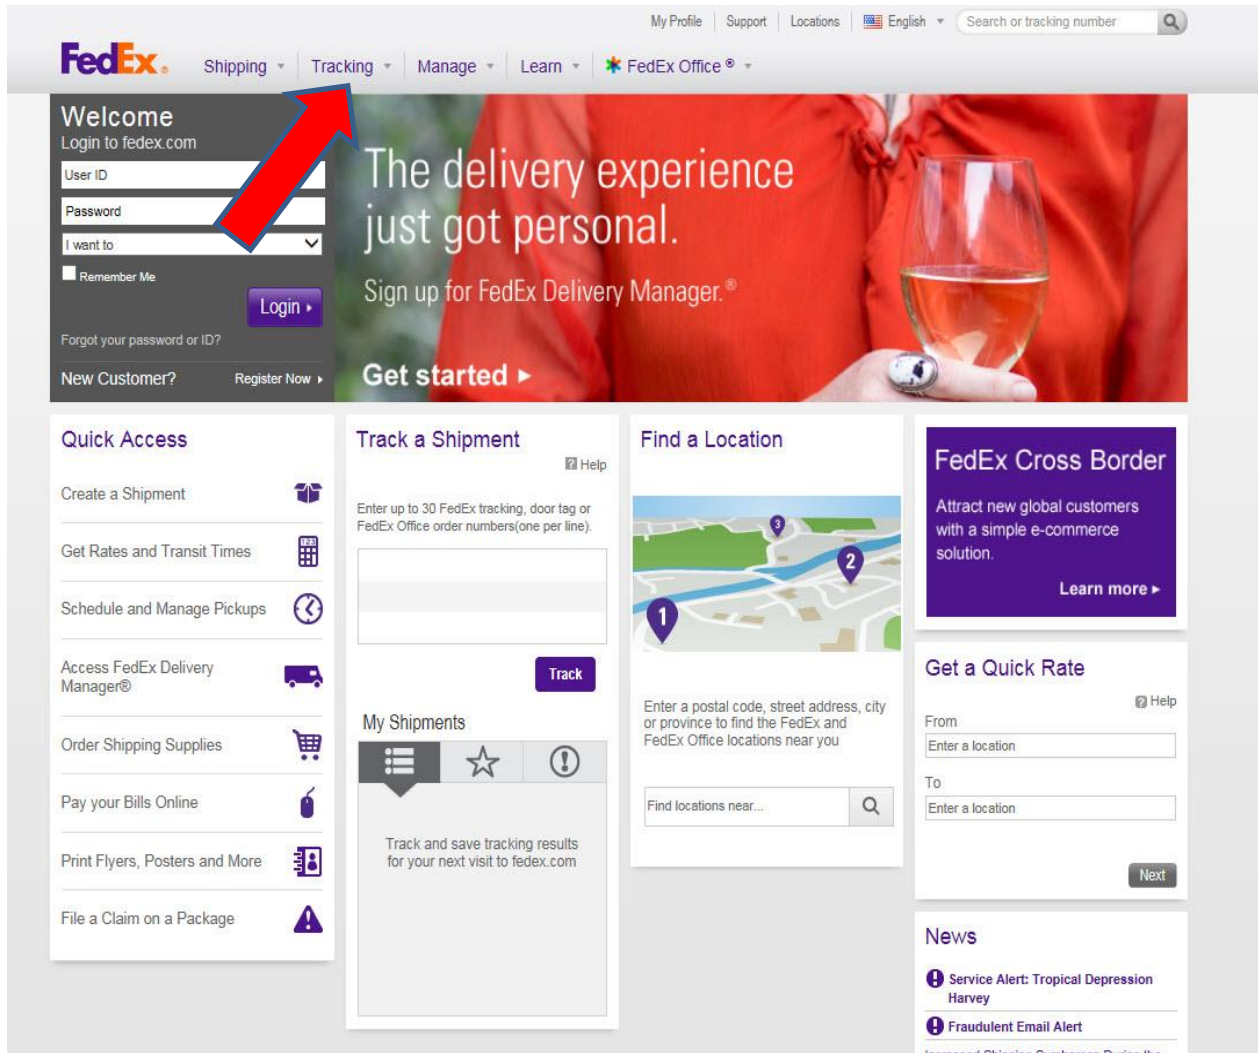 My Profile Support Locations English Search or tracking number
FedEx. Shipping Tracking Manage Learn FedEx Office ®
Welcome
Login to fedex.com
User ID
Password
I want to
Remember Me
Login
Forgot your password or ID?
New Customer? Register Now
The delivery experience
just got personal.
Sign up for FedEx Delivery Manager.®
Get started
Quick Access
Create a Shipment
Get Rates and Transit Times
123
Schedule and Manage Pickups
Access FedEx Delivery
Manager®
Order Shipping Supplies
Pay your Bills Online
Print Flyers, Posters and More
File a Claim on a Package
Track a Shipment
? Help
Enter up to 30 FedEx tracking, door tag or
FedEx Office order numbers(one per line).
Track
My Shipments
Track and save tracking results
for your next visit to fedex.com
Find a Location
3
2
1
Enter a postal code, street address, city
or province to find the FedEx and
FedEx Office locations near you
Find locations near...
FedEx Cross Border
Attract new global customers
with a simple e-commerce
solution.
Learn more
Get a Quick Rate
? Help
From
Enter a location
To
Enter a location
Next
News
Service Alert: Tropical Depression
Harvey
Fraudulent Email Alert
Increased Shipping Surcharges During the